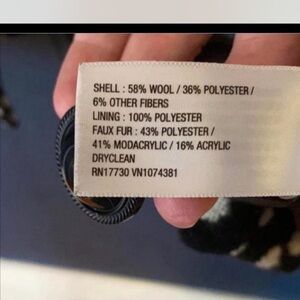 SHELL : 58% WOOL / 36% POLYESTER /
6% OTHER FIBERS
LINING : 100% POLYESTER
FAUX FUR : 43% POLYESTER /
41% MODACRYLIC / 16% ACRYLIC
DRYCLEAN
RN17730 VN1074381